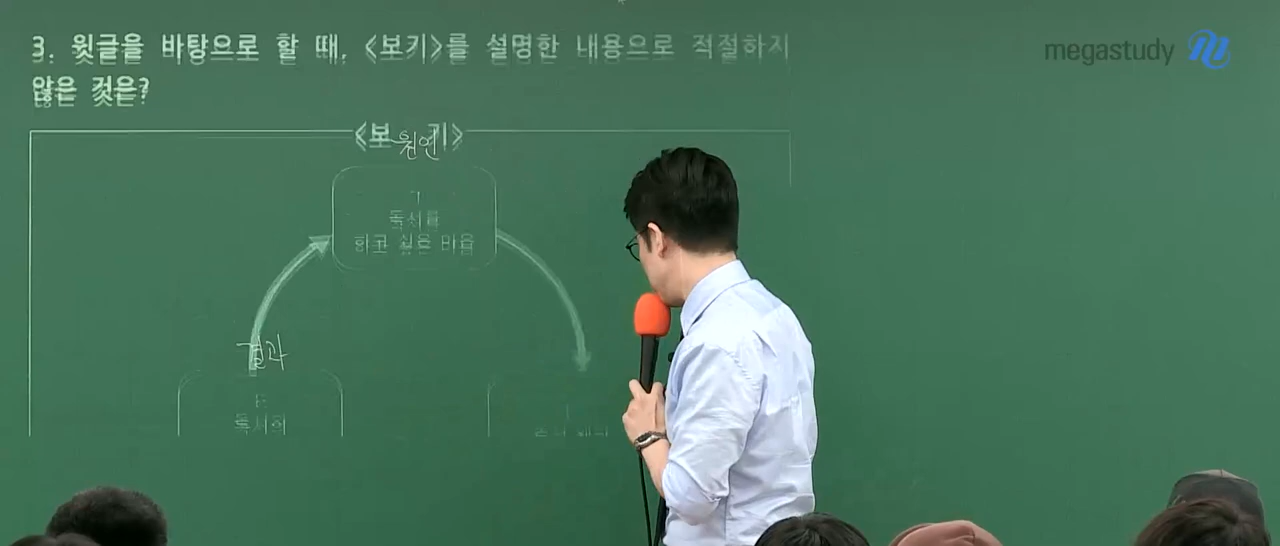 3. 윗글을 바탕으로 할 때, 〈보기〉를 설명한 내용으로 적절하지
않은 것은?
megastudy
〈보기〉
원인
ㄱ
독서를
하고 싶은 마음
결과
독서의